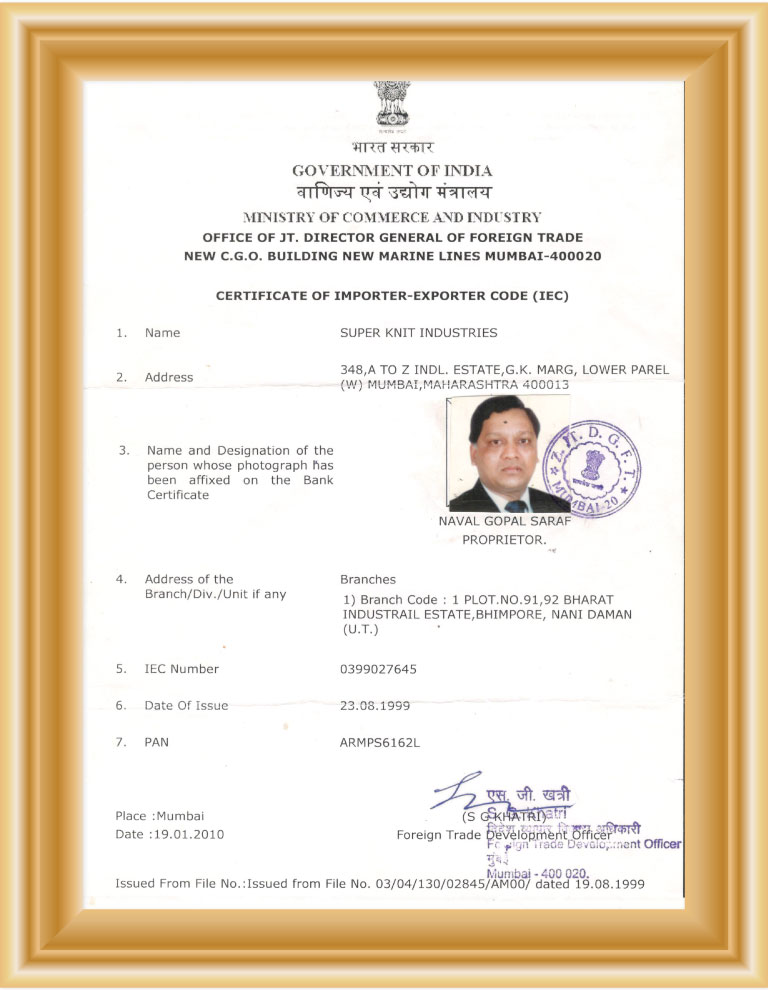 भारत सरकार
GOVERNMENT OF INDIA
वाणिज्य एवं उद्योग मंत्रालय
MINISTRY OF COMMERCE AND INDUSTRY
OFFICE OF JT. DIRECTOR GENERAL OF FOREIGN TRADE
NEW C.G.O. BUILDING NEW MARINE LINES MUMBAI-400020
CERTIFICATE OF IMPORTER-EXPORTER CODE (IEC)
1. Name SUPER KNIT INDUSTRIES
2. Address 348,A TO Z INDL. ESTATE,G.K. MARG, LOWER PAREL
(W) MUMBAI,MAHARASHTRA 400013
3. Name and Designation of the
person whose photograph has
been affixed on the Bank
Certificate
Z. JT. D. G. F. T.
MUMBAI-20
NAVAL GOPAL SARAF
PROPRIETOR.
4. Address of the
Branch/Div./Unit if any
Branches
1) Branch Code : 1 PLOT.NO.91,92 BHARAT
INDUSTRAIL ESTATE,BHIMPORE, NANI DAMAN
(U.T.)
5. IEC Number 0399027645
6. Date Of Issue 23.08.1999
7. PAN ARMPS6162L
एस. जी. खत्री
Place :Mumbai (S G KHATRI)
Date :19.01.2010 Foreign Trade Development Officer
अधिकारी
Foreign Trade Development Officer
मुंबई
Mumbai - 400 020.
Issued From File No.:Issued from File No. 03/04/130/02845/AM00/ dated 19.08.1999